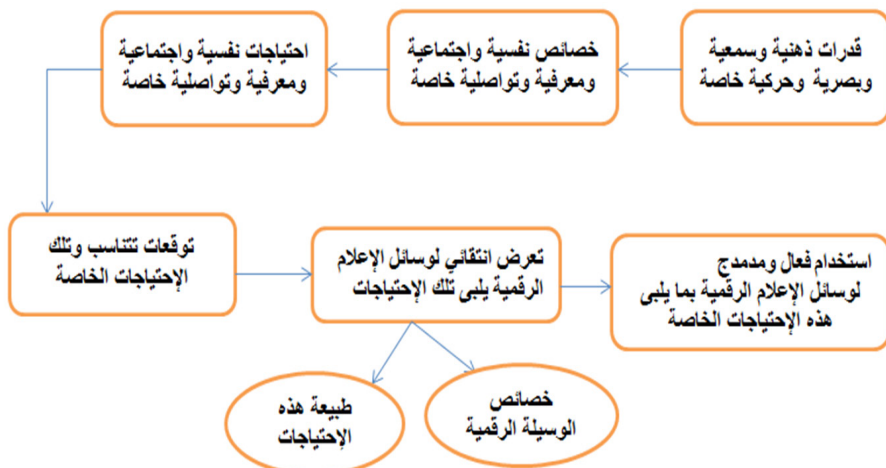 قدرات ذهنية وسمعية
وبصرية وحركية خاصة
خصائص نفسية واجتماعية
ومعرفية وتواصلية خاصة
احتياجات نفسية واجتماعية
ومعرفية وتواصلية خاصة
توقعات تتناسب وتلك
الإحتياجات الخاصة
تعرض انتقائي لوسائل الإعلام
الرقمية يلبى تلك الإحتياجات
استخدام فعال ومدمدج
لوسائل الإعلام الرقمية بما يلبى
هذه الإحتياجات الخاصة
خصائص
الوسيلة الرقمية
طبيعة هذه
الإحتياجات